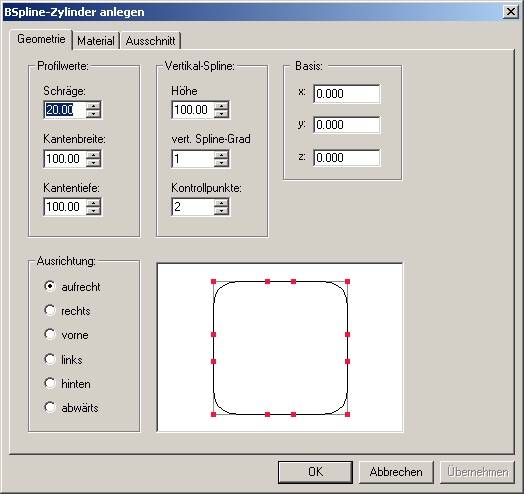 BSpline-Zylinder anlegen
Geometrie Material Ausschnitt
Profilwerte:
Schräge:
20.00
Kantenbreite:
100.00
Kantentiefe:
100.00
Vertikal-Spline:
Höhe
100.00
vert. Spline-Grad
1
Kontrollpunkte:
2
Basis:
x: 0.000
y: 0.000
z: 0.000
Ausrichtung:
aufrecht
rechts
vorne
links
hinten
abwärts
OK Abbrechen Übernehmen